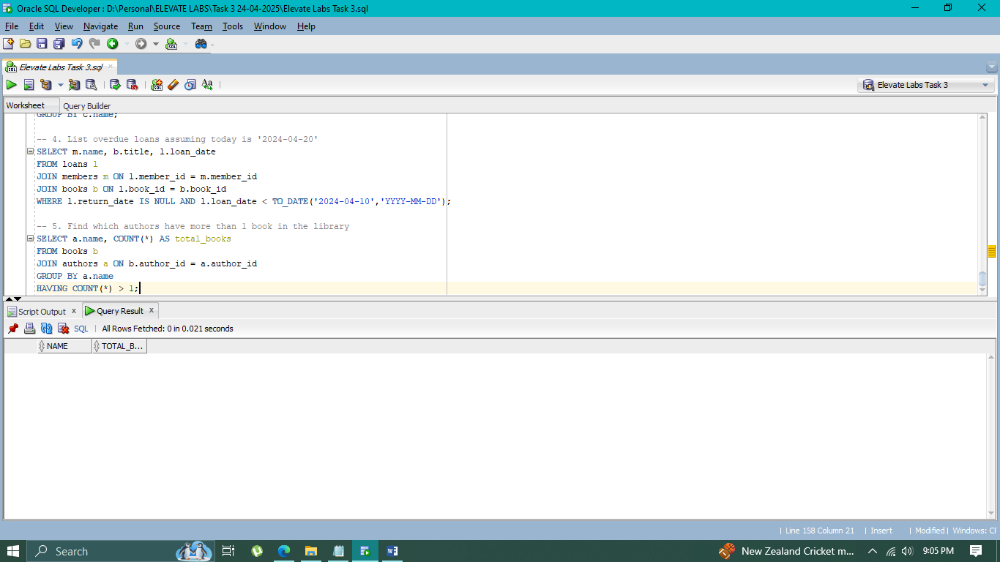 Oracle SQL Developer : D:\Personal\ELEVATE LABS\Task 3 24-04-2025\Elevate Labs Task 3.sql
File Edit View Navigate Run Source Team Tools Window Help
Elevate Labs Task 3.sql
Elevate Labs Task 3
Worksheet Query Builder
GROUP BY c.name;
-- 4. List overdue loans assuming today is '2024-04-20'
SELECT m.name, b.title, l.loan_date
FROM loans l
JOIN members m ON l.member_id = m.member_id
JOIN books b ON l.book_id = b.book_id
WHERE l.return_date IS NULL AND l.loan_date < TO_DATE('2024-04-10','YYYY-MM-DD');
-- 5. Find which authors have more than 1 book in the library
SELECT a.name, COUNT(*) AS total_books
FROM books b
JOIN authors a ON b.author_id = a.author_id
GROUP BY a.name
HAVING COUNT(*) > 1;
Script Output x Query Result x
SQL | All Rows Fetched: 0 in 0.021 seconds
NAME TOTAL_B...
| Line 158 Column 21 | Insert | Modified | Windows: CF
Search New Zealand Cricket m... 9:05 PM